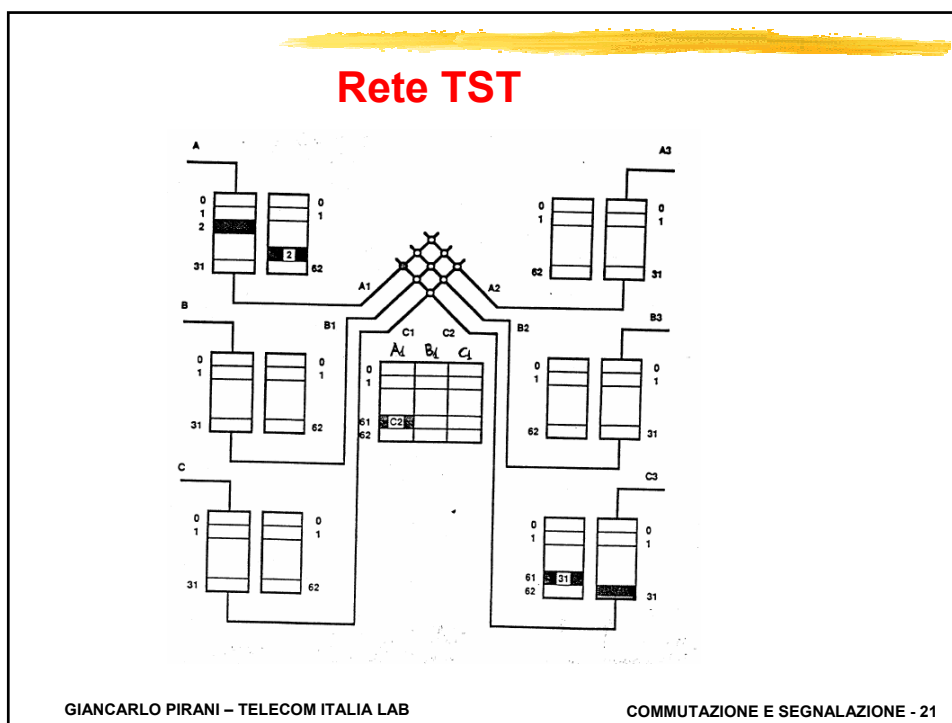 Rete TST
A
A3
0
1
2
31
0
1
2
62
0
1
62
0
1
31
A1
A2
B
B1
B2
B3
C1
C2
A1 B1 C1
0
1
61 C2
62
0
1
31
0
1
62
0
1
62
0
1
31
C
C3
0
1
31
0
1
62
0
1
61 31
62
0
1
31
GIANCARLO PIRANI – TELECOM ITALIA LAB
COMMUTAZIONE E SEGNALAZIONE - 21